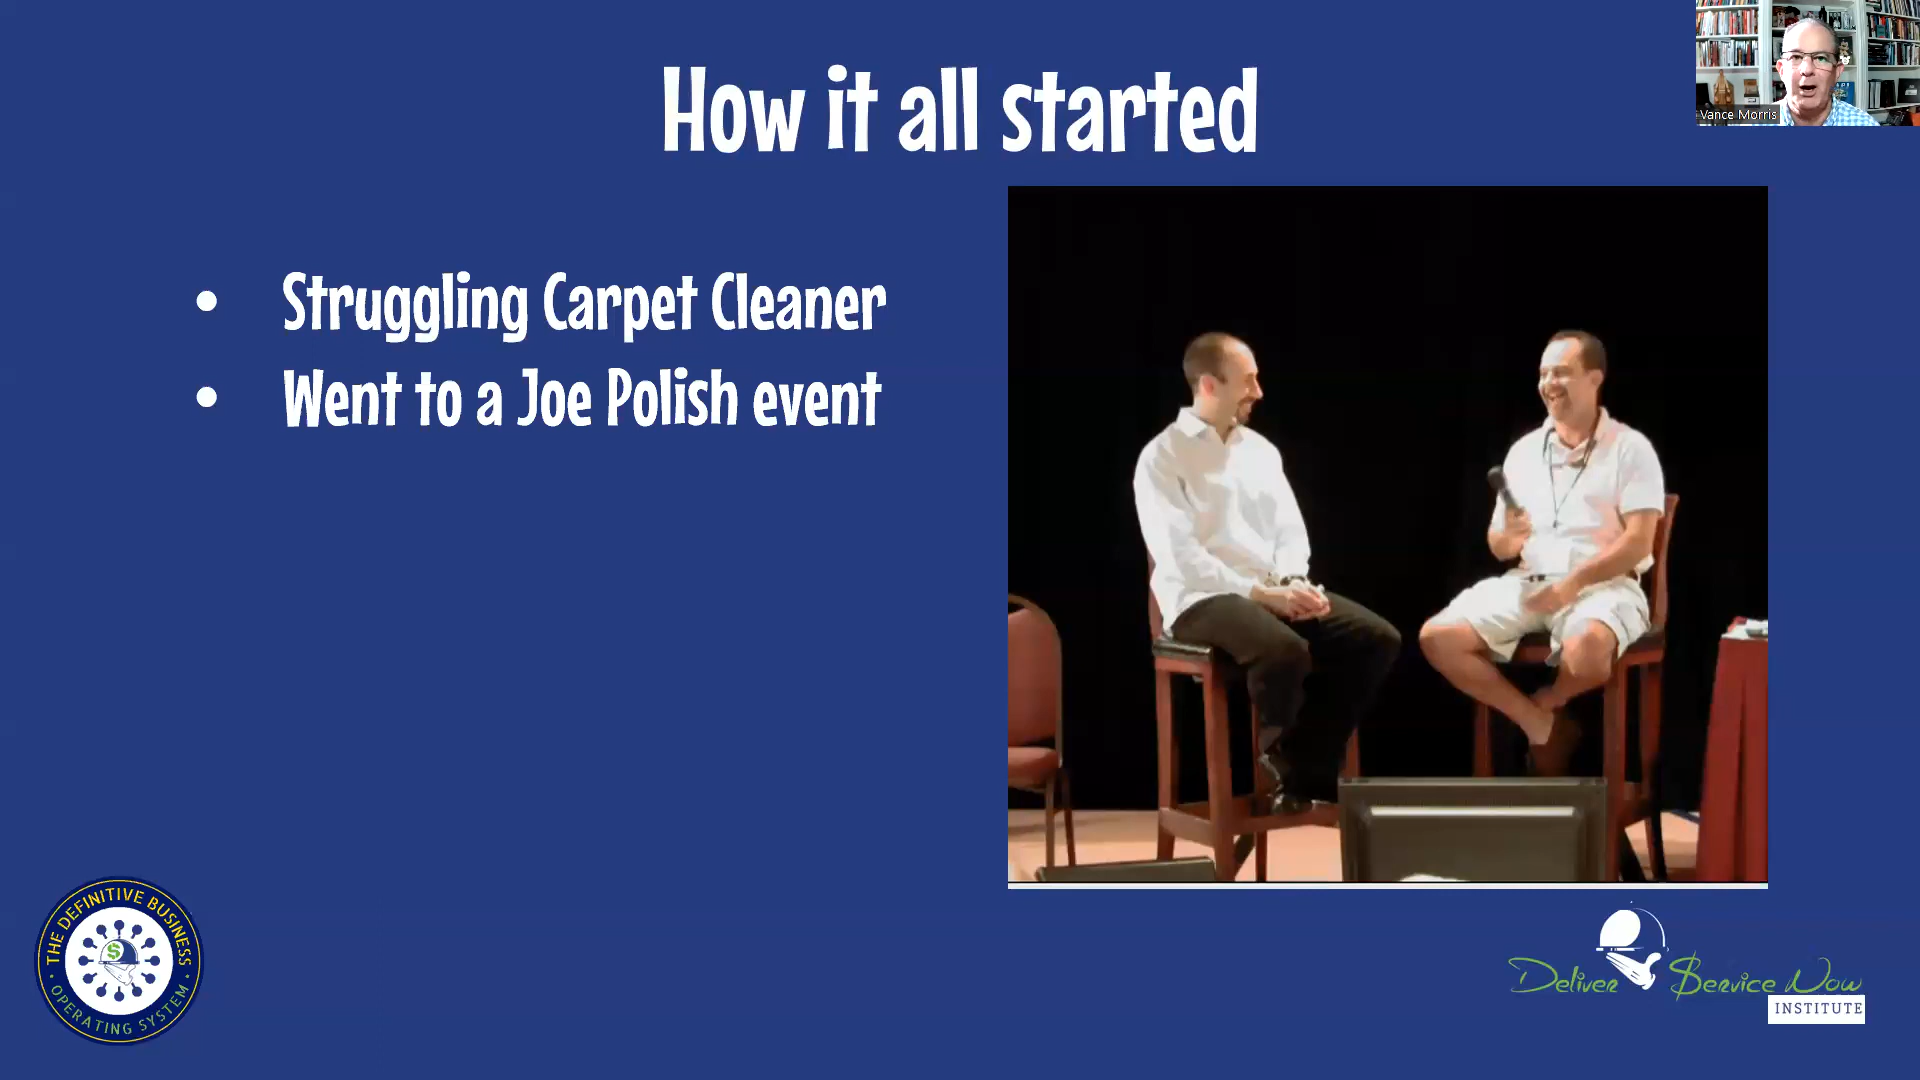 How it all started
Vance Morris
• Struggling Carpet Cleaner
• Went to a Joe Polish event
THE DEFINITIVE BUSINESS
• OPERATING SYSTEM •
$
Deliver $ervice Now
INSTITUTE